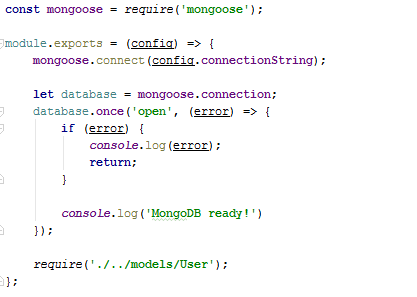 const mongoose = require('mongoose');
module.exports = (config) => {
mongoose.connect(config.connectionString);
let database = mongoose.connection;
database.once('open', (error) => {
if (error) {
console.log(error);
return;
}
console.log('MongoDB ready!')
});
require('./../models/User');
};